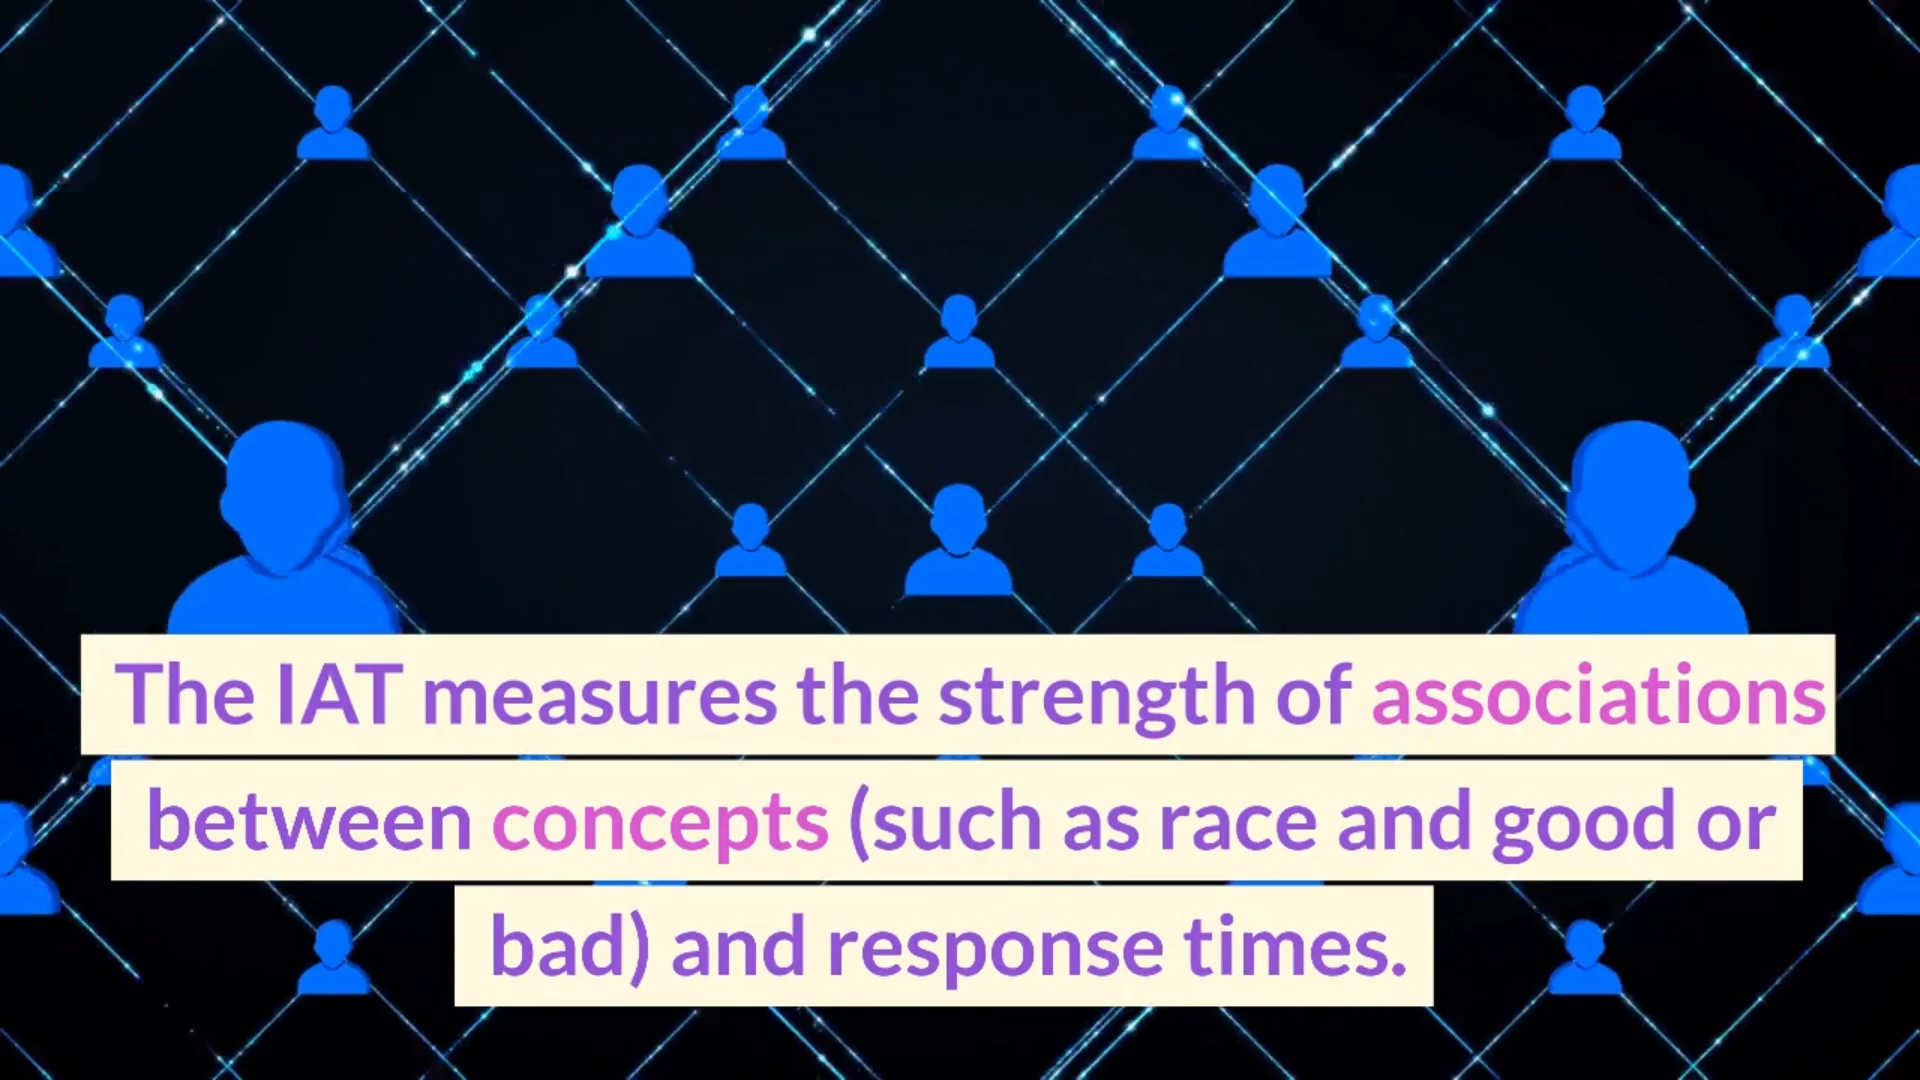 The IAT measures the strength of associations
between concepts (such as race and good or
bad) and response times.